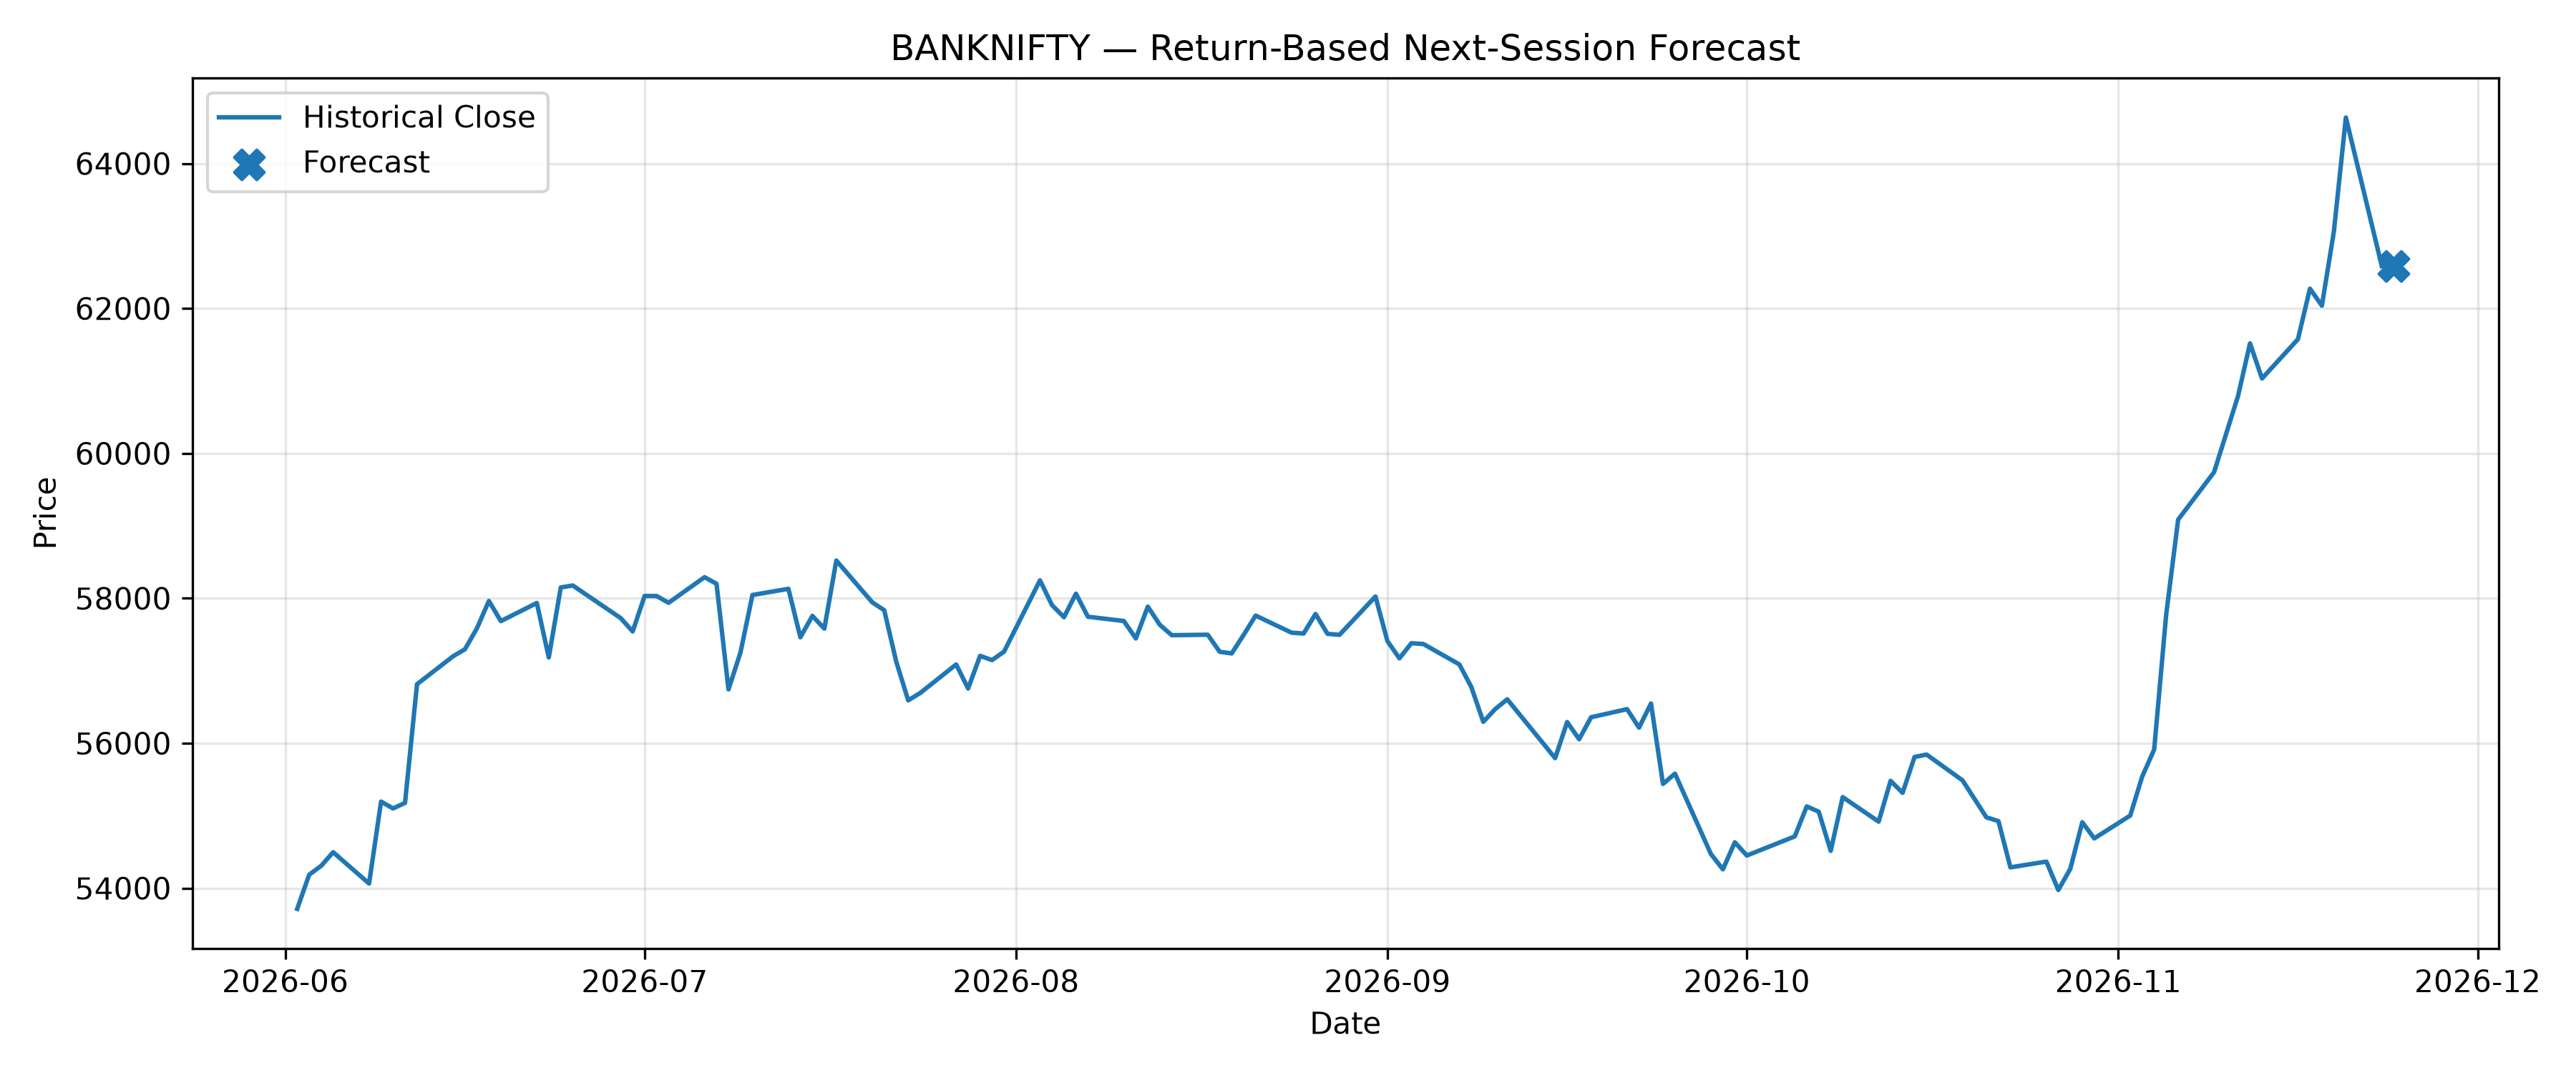 BANKNIFTY — Return-Based Next-Session Forecast
Historical Close
Forecast
64000
62000
60000
58000
56000
54000
Price
2026-06
2026-07
2026-08
2026-09
2026-10
2026-11
2026-12
Date